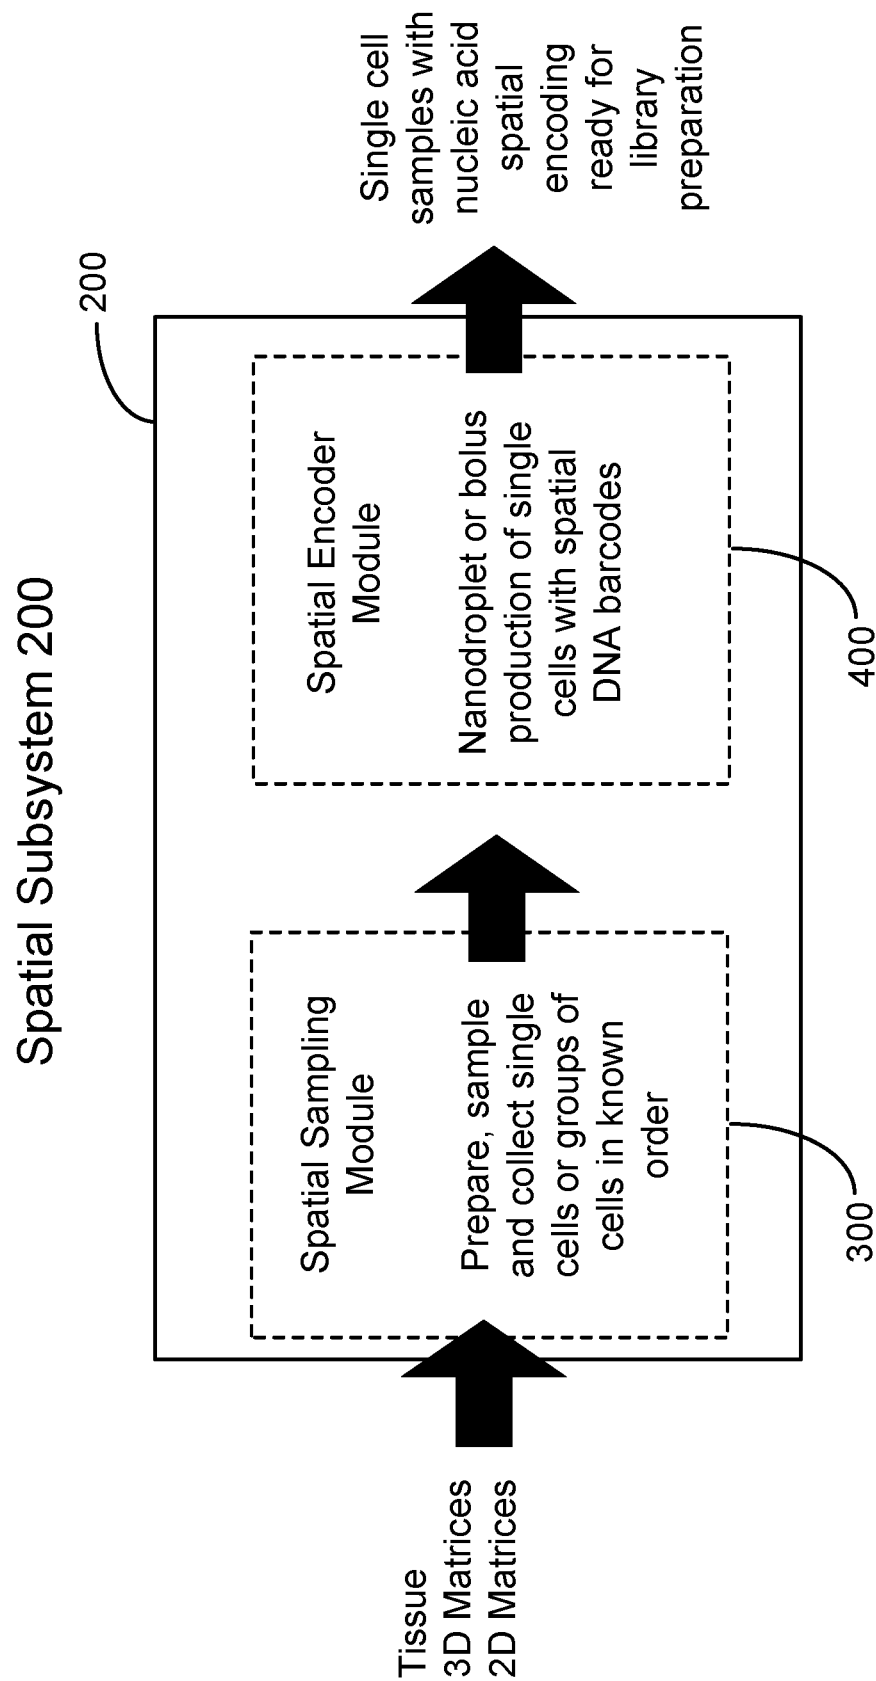 Spatial Subsystem 200
200
Tissue
3D Matrices
2D Matrices
Spatial Sampling
Module
Prepare, sample
and collect single
cells or groups of
cells in known
order
300
Spatial Encoder
Module
Nanodroplet or bolus
production of single
cells with spatial
DNA barcodes
400
Single cell
samples with
nucleic acid
spatial
encoding
ready for
library
preparation